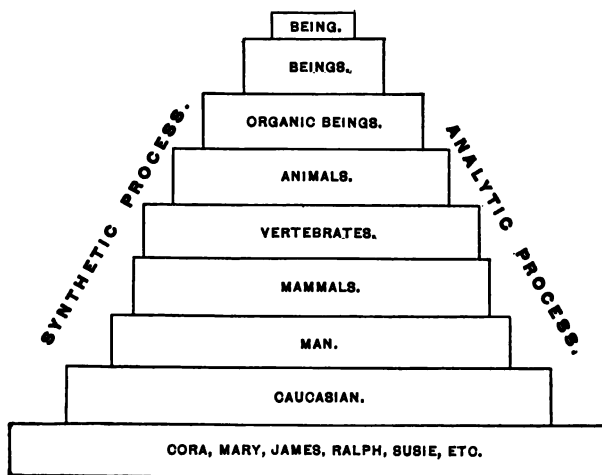 BEING.
BEINGS.
ORGANIC BEINGS.
ANIMALS.
VERTEBRATES.
MAMMALS.
MAN.
CAUCASIAN.
CORA, MARY, JAMES, RALPH, SUSIE, ETC.
SYNTHETIC PROCESS.
ANALYTIC PROCESS.